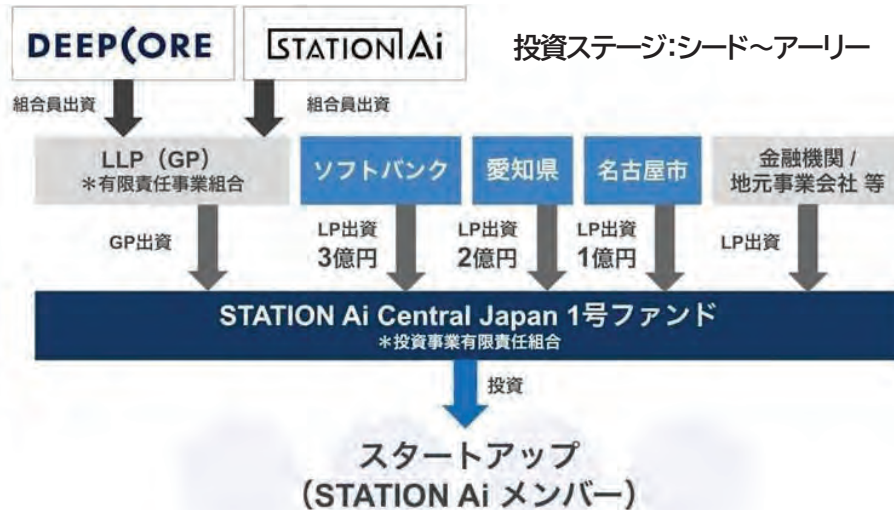 DEEPCORE
STATION Ai
投資ステージ:シード～アーリー
組合員出資
組合員出資
LLP（GP）
＊有限責任事業組合
ソフトバンク
愛知県
名古屋市
金融機関 /
地元事業会社 等
GP出資
LP出資
3億円
LP出資
2億円
LP出資
1億円
LP出資
STATION Ai Central Japan 1号ファンド
＊投資事業有限責任組合
投資
スタートアップ
（STATION Ai メンバー）